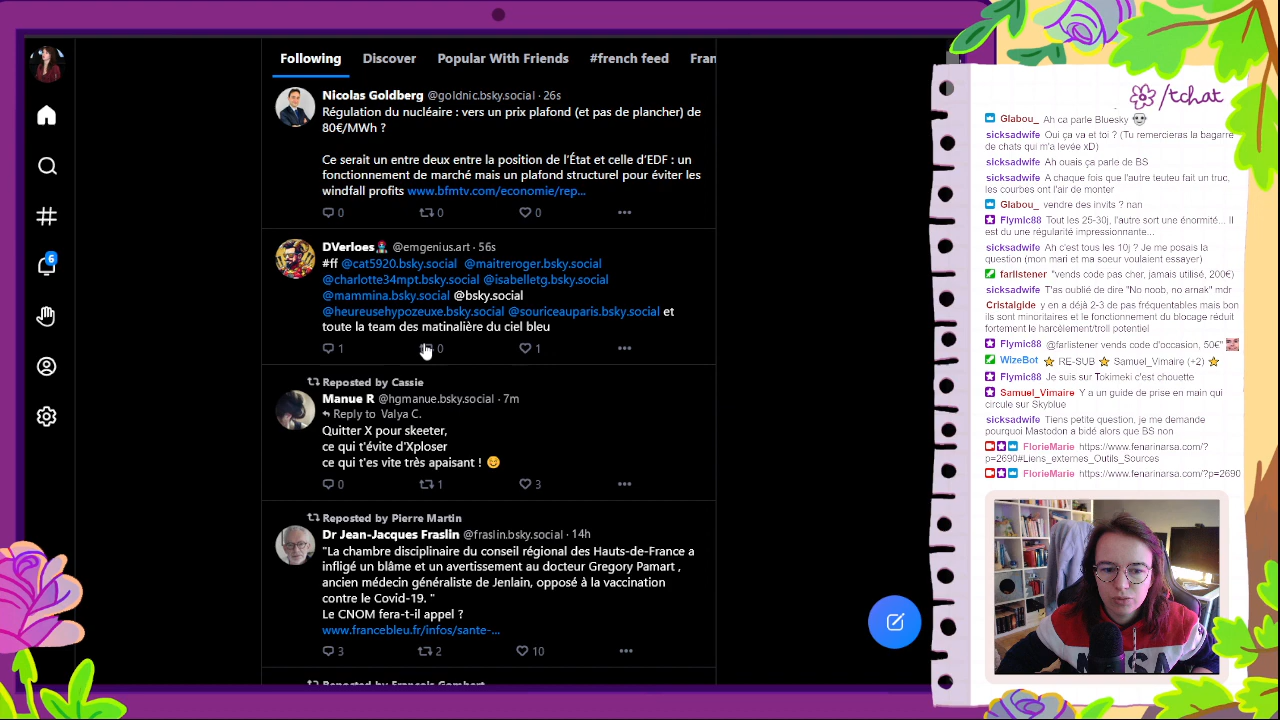 Following Discover Popular With Friends #french feed Fran
Nicolas Goldberg @goldnic.bsky.social · 26s
Régulation du nucléaire : vers un prix plafond (et pas de plancher) de
80€/MWh ?
Ce serait un entre deux entre la position de l'État et celle d'EDF : un
fonctionnement de marché mais un plafond structurel pour éviter les
windfall profits www.bfmtv.com/economie/rep...
0 0 0
DVerloes @emgenius.art · 56s
#ff @cat5920.bsky.social @maitreroger.bsky.social
@charlotte34mpt.bsky.social @isabelletg.bsky.social
@mammina.bsky.social @bsky.social
@heureusehypozeuxe.bsky.social @souriceauparis.bsky.social et
toute la team des matinalière du ciel bleu
1 0 1
6
Reposted by Cassie
Manue R @hgmanue.bsky.social · 7m
Reply to Valya C.
Quitter X pour skeeter,
ce qui t'évite d'Xploser
ce qui t'es vite très apaisant !
0 1 3
Reposted by Pierre Martin
Dr Jean-Jacques Fraslin @fraslin.bsky.social · 14h
"La chambre disciplinaire du conseil régional des Hauts-de-France a
infligé un blâme et un avertissement au docteur Gregory Pamart ,
ancien médecin généraliste de Jenlain, opposé à la vaccination
contre le Covid-19. "
Le CNOM fera-t-il appel ?
www.francebleu.fr/infos/sante-...
3 2 10
Reposted by François Gombert
/tchat
Glabou_ Ah ca parle Bluesky
sicksadwife Oui ça va et toi ? (Tu remercieras la bagarre
de chats qui m'a levée xD)
sicksadwife Ah ouais ça parle de BS
sicksadwife A chaque fois que l'autre teuteu fait un truc,
les courbes ont l'air de monter
Glabou_ vendre des invits ? nan
Flymic88 Tout les 25-30j, l'autre sort une énormité... Il
est du une régularité impressionnante...
sicksadwife Ah c'est tous les 10j ? Je me posais la
question (mon mari et ma soeur voulaient essayer)
farllstener "vends code pas cher, jamais utilisé, 200€)
sicksadwife T'as oublié de dire "No noob, no arnak" mdr
Cristalgide y en a déjà 2-3 de pas fréquentables mais bon
ils sont minoritaires et le fonctionnement du blocage réduit
fortement le harcèlement/troll potentiel
Flymic88 @farllstener vends code d'occasion, 50€"
WizeBot RE-SUB Samuel_Vimaire (+2)
Flymic88 Je suis sur Tokimeki c'est chouette
Samuel_Vimaire Y a un guide de prise en main qui
circule sur Skyblue
sicksadwife Tiens petite question, je me demande
pourquoi Mastodon a bidé alors que BS non
FlorieMarie https://www.fenarinarsa.com/?
p=2690#Liens_externes_Outils_Sources
FlorieMarie https://www.fenarinarsa.com/?p=2690